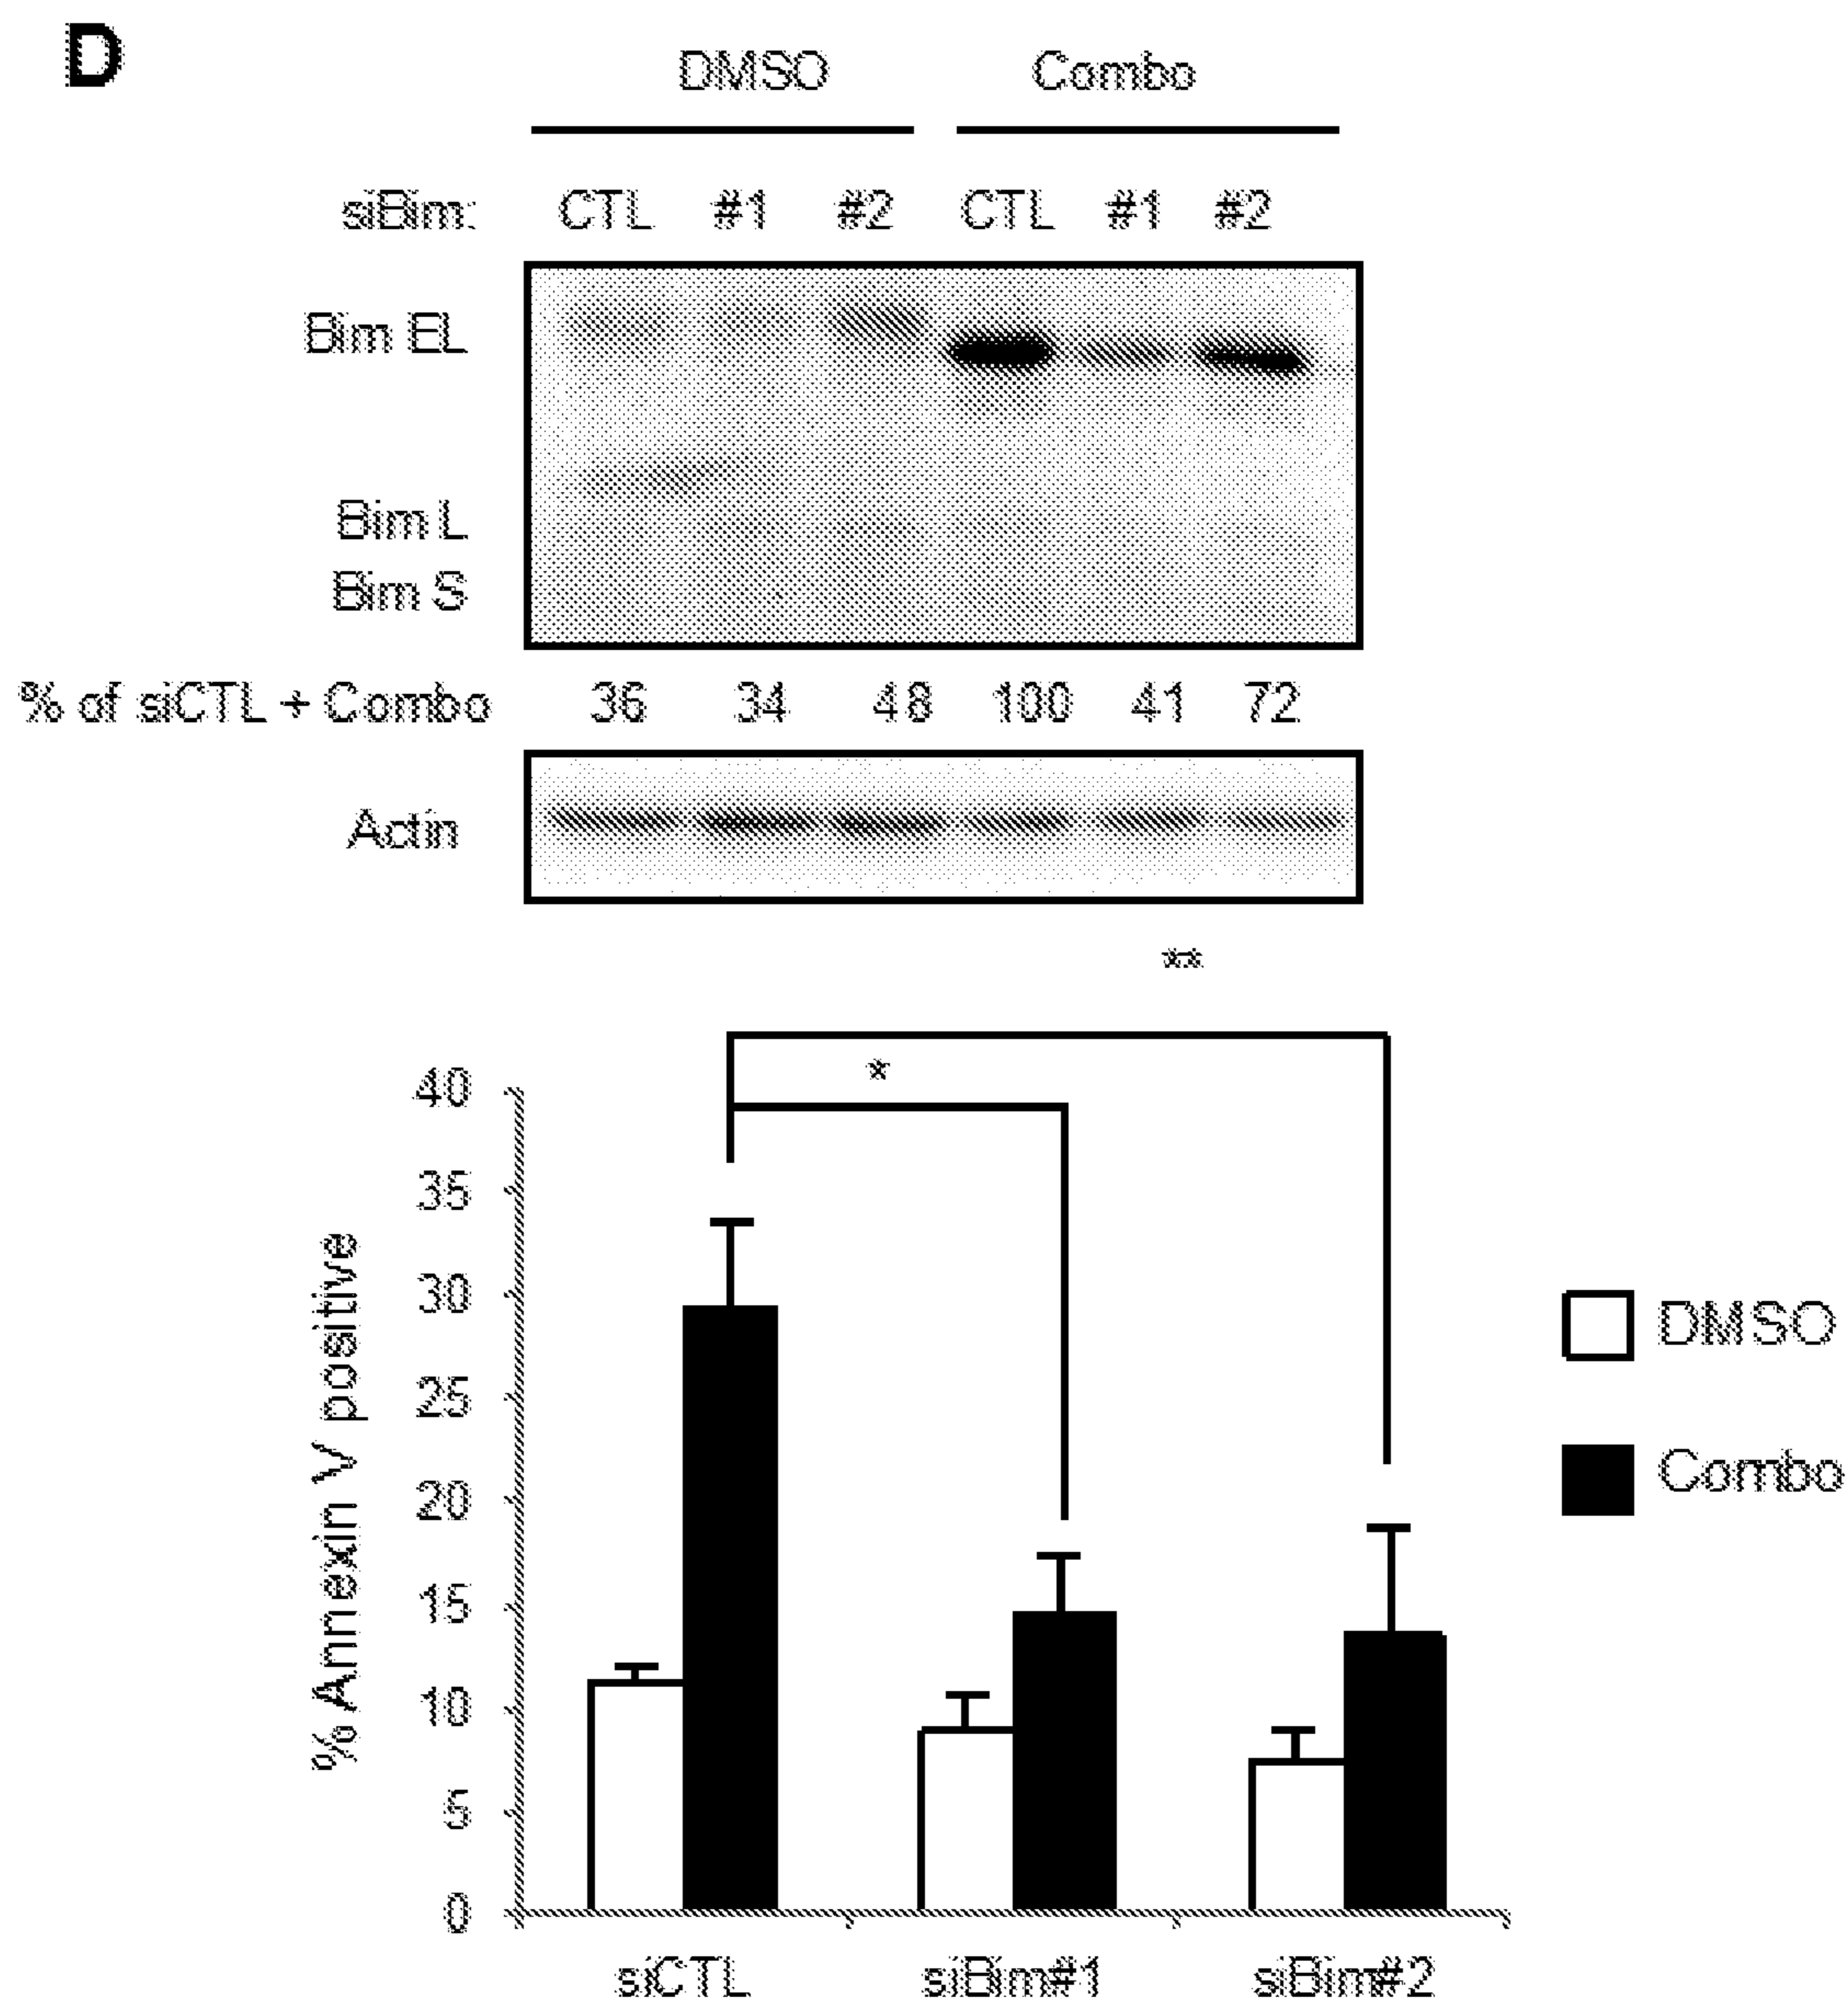 D
DMSO Combo
siBim: CTL #1 #2 CTL #1 #2
Bim EL
Bim L
Bim S
% of siCTL + Combo 36 34 48 100 41 72
Actin
**
*
40
35
30
25
20
15
10
5
0
% Annexin V positive
DMSO
Combo
siCTL siBim#1 siBim#2